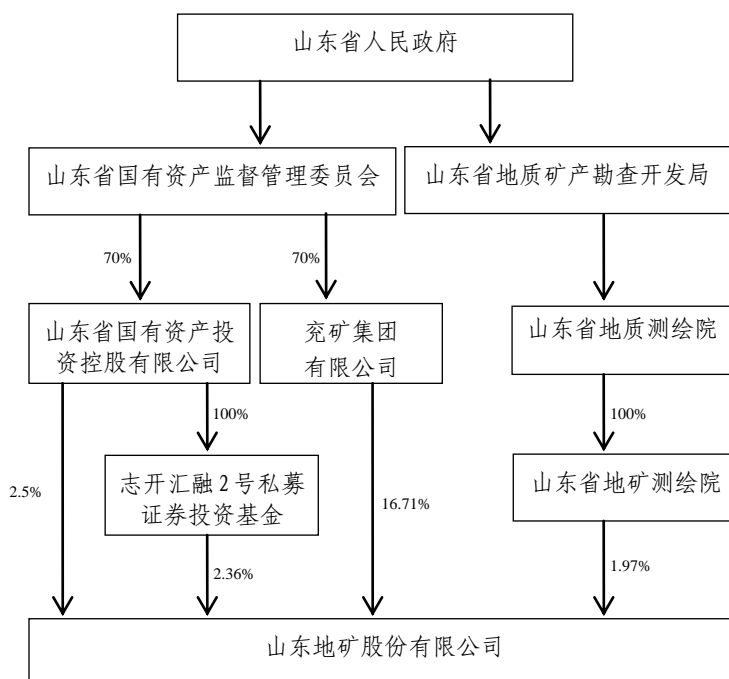 山东省人民政府
山东省国有资产监督管理委员会
山东省地质矿产勘查开发局
70%
70%
山东省国有资产投
资控股有限公司
兖矿集团
有限公司
山东省地质测绘院
100%
100%
2.5%
志开汇融2号私募
证券投资基金
16.71%
山东省地矿测绘院
2.36%
1.97%
山东地矿股份有限公司